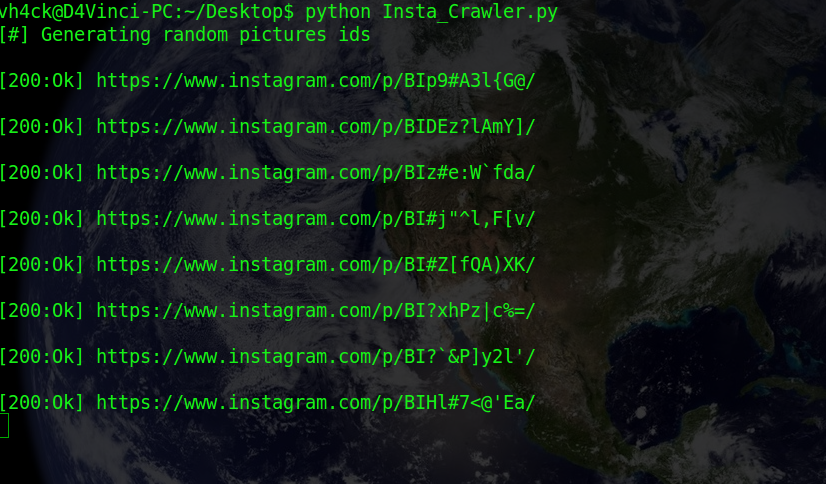 vh4ck@D4Vinci-PC:~/Desktop$ python Insta_Crawler.py
[#] Generating random pictures ids
[200:Ok] https://www.instagram.com/p/BIp9#A3l{G@/
[200:Ok] https://www.instagram.com/p/BIDEz?lAmY]/
[200:Ok] https://www.instagram.com/p/BIz#e:W`fda/
[200:Ok] https://www.instagram.com/p/BI#j"^l,F[v/
[200:Ok] https://www.instagram.com/p/BI#Z[fQA)XK/
[200:Ok] https://www.instagram.com/p/BI?xhPz|c%=/
[200:Ok] https://www.instagram.com/p/BI?`&P]y2l'/
[200:Ok] https://www.instagram.com/p/BIHl#7<@'Ea/